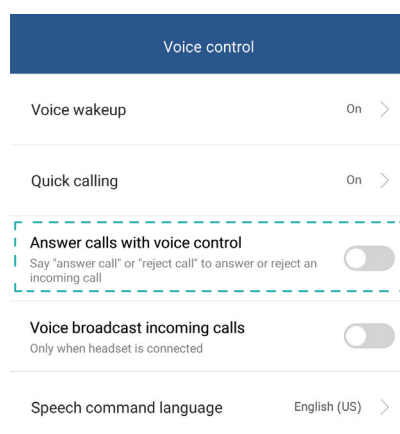 Voice control
Voice wakeup On
Quick calling On
Answer calls with voice control
Say "answer call" or "reject call" to answer or reject an
incoming call
Voice broadcast incoming calls
Only when headset is connected
Speech command language English (US)